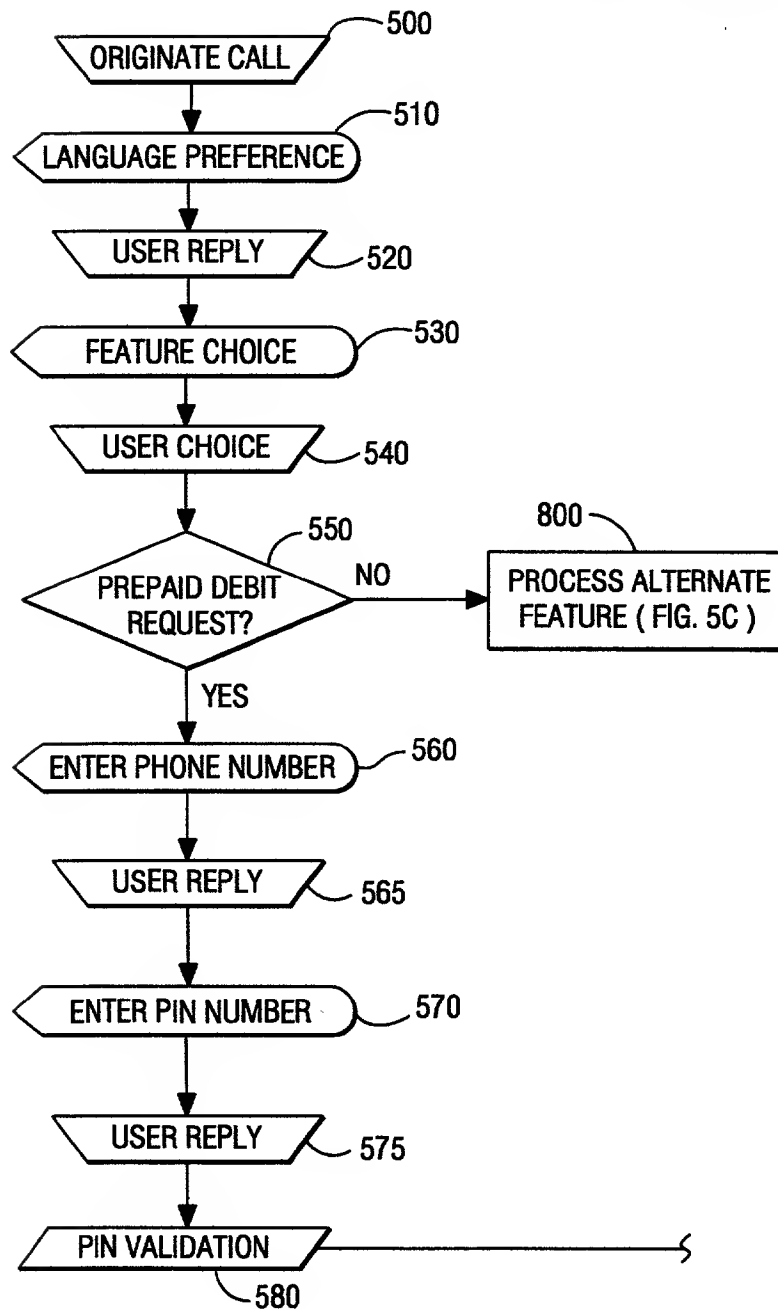 500
ORIGINATE CALL
510
LANGUAGE PREFERENCE
USER REPLY
520
530
FEATURE CHOICE
USER CHOICE
540
550
PREPAID DEBIT
REQUEST?
NO
800
PROCESS ALTERNATE
FEATURE ( FIG. 5C )
YES
ENTER PHONE NUMBER
560
USER REPLY
565
ENTER PIN NUMBER
570
USER REPLY
575
PIN VALIDATION
580